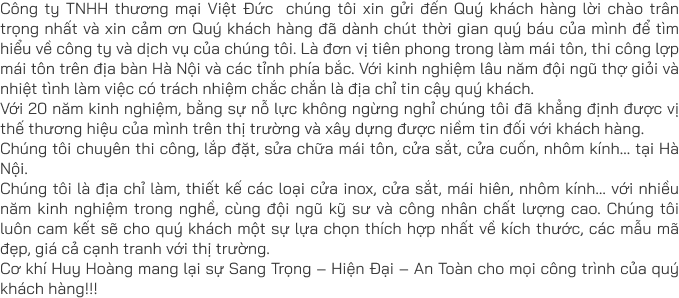 Công ty TNHH thương mại Việt Đức  chúng tôi xin gửi đến Quý khách hàng lời chào trân
trọng nhất và xin cảm ơn Quý khách hàng đã dành chút thời gian quý báu của mình để tìm
hiểu về công ty và dịch vụ của chúng tôi. Là đơn vị tiên phong trong làm mái tôn, thi công lợp
mái tôn trên địa bàn Hà Nội và các tỉnh phía bắc. Với kinh nghiệm lâu năm đội ngũ thợ giỏi và
nhiệt tình làm việc có trách nhiệm chắc chắn là địa chỉ tin cậy quý khách.
Với 20 năm kinh nghiệm, bằng sự nỗ lực không ngừng nghỉ chúng tôi đã khẳng định được vị
thế thương hiệu của mình trên thị trường và xây dựng được niềm tin đối với khách hàng.
Chúng tôi chuyên thi công, lắp đặt, sửa chữa mái tôn, cửa sắt, cửa cuốn, nhôm kính... tại Hà
Nội.
Chúng tôi là địa chỉ làm, thiết kế các loại cửa inox, cửa sắt, mái hiên, nhôm kính... với nhiều
năm kinh nghiệm trong nghề, cùng đội ngũ kỹ sư và công nhân chất lượng cao. Chúng tôi
luôn cam kết sẽ cho quý khách một sự lựa chọn thích hợp nhất về kích thước, các mẫu mã
đẹp, giá cả cạnh tranh với thị trường.
Cơ khí Huy Hoàng mang lại sự Sang Trọng – Hiện Đại – An Toàn cho mọi công trình của quý
khách hàng!!!